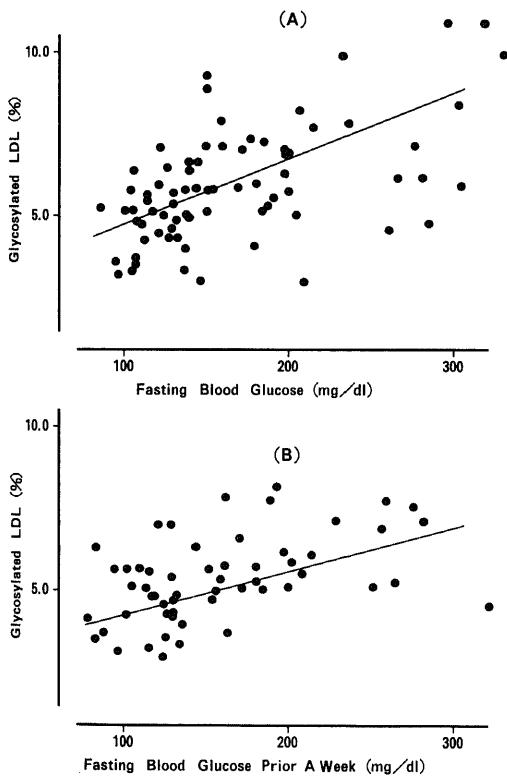 (A)
10.0
5.0
Glycosylated LDL (%)
100 200 300
Fasting Blood Glucose (mg/dl)
(B)
10.0
5.0
Glycosylated LDL (%)
100 200 300
Fasting Blood Glucose Prior A Week (mg/dl)